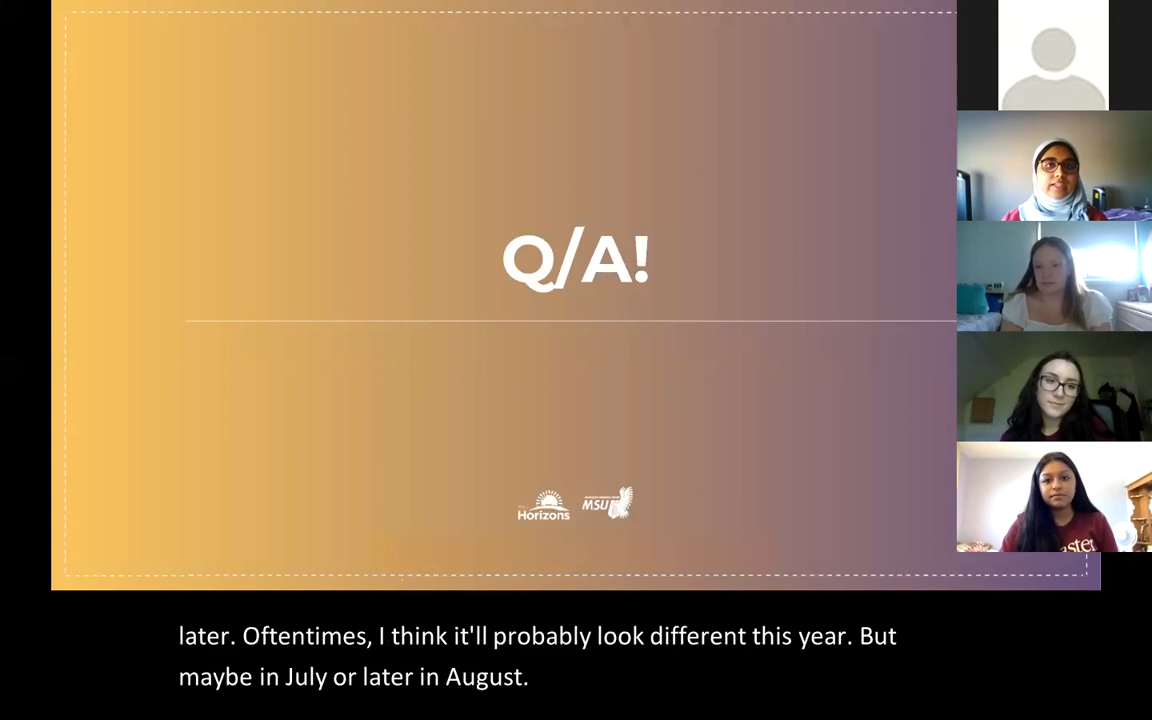 Q/A!
Horizons
MSU
aster
later. Oftentimes, I think it'll probably look different this year. But
maybe in July or later in August.